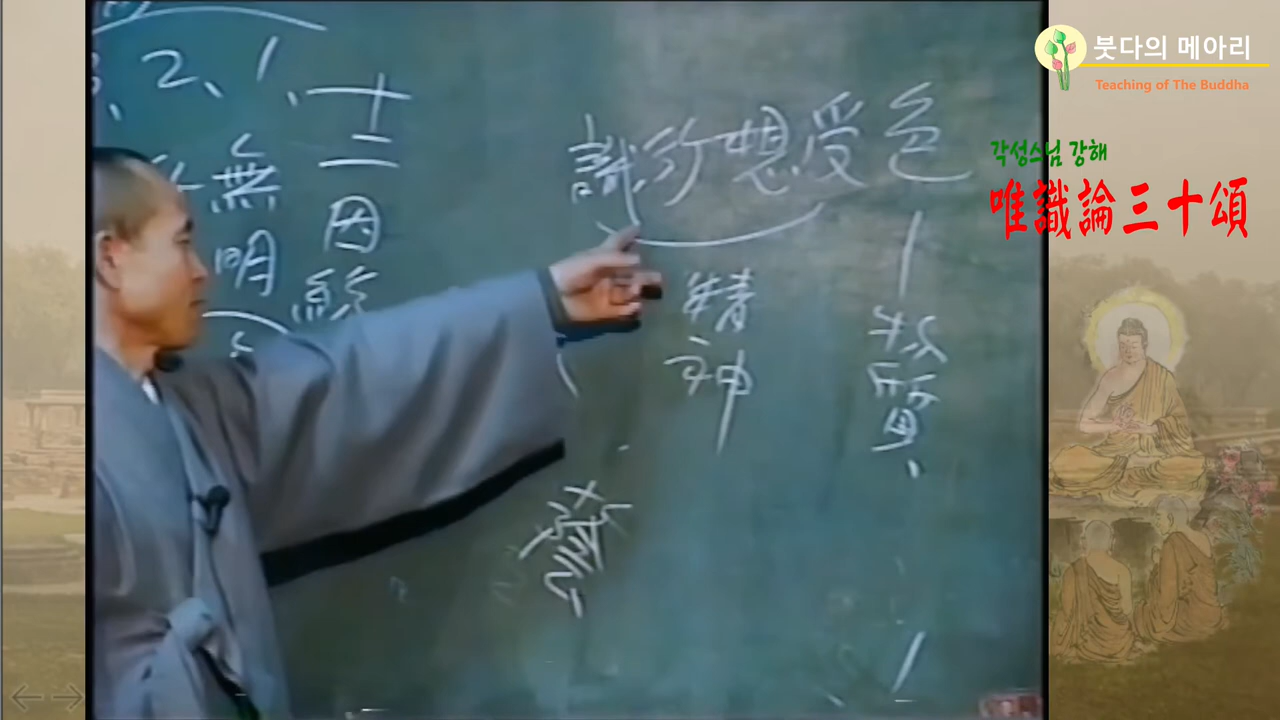 붓다의 메아리
Teaching of The Buddha
각성스님 강해
唯識論三十頌
色受想行識
物質
精神
十二因緣
1、
無明
2、